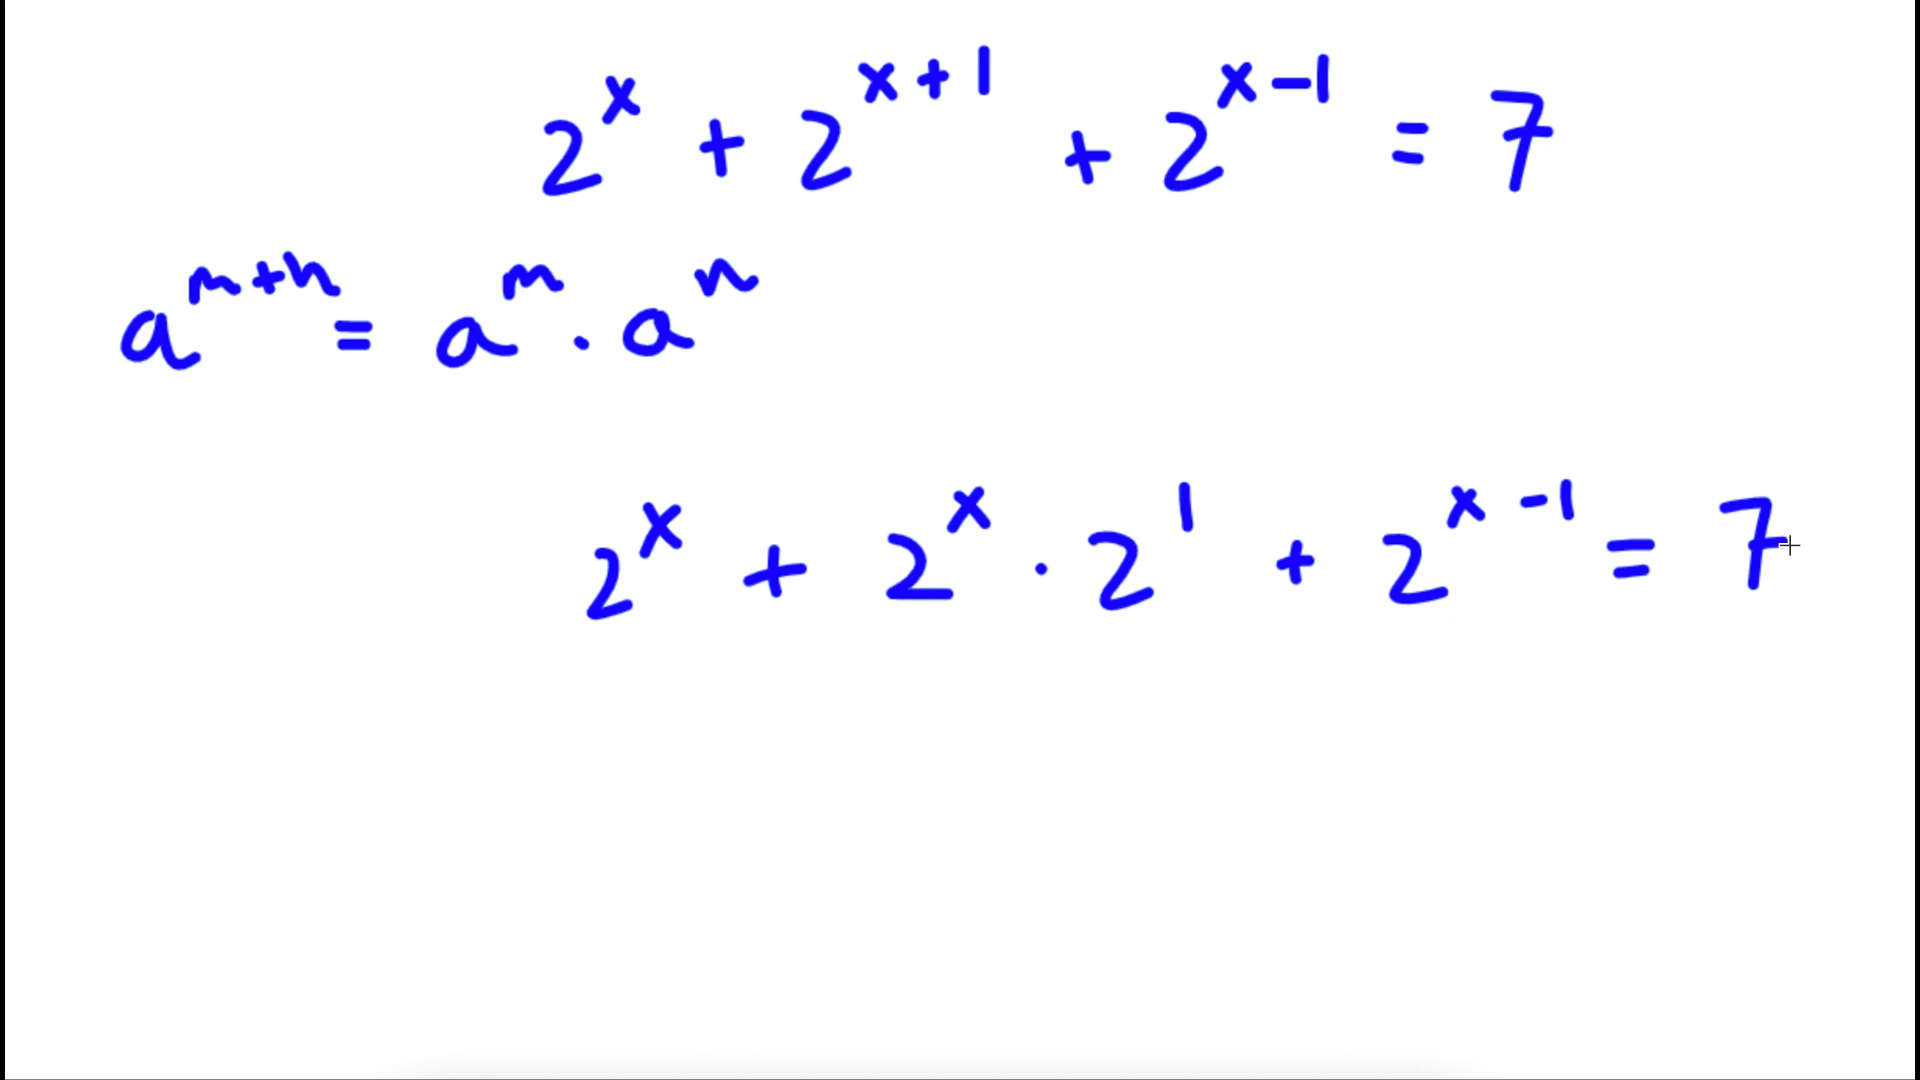 2^x + 2^{x+1} + 2^{x-1} = 7
a^{m+n} = a^m · a^n
2^x + 2^x · 2^1 + 2^{x-1} = 7